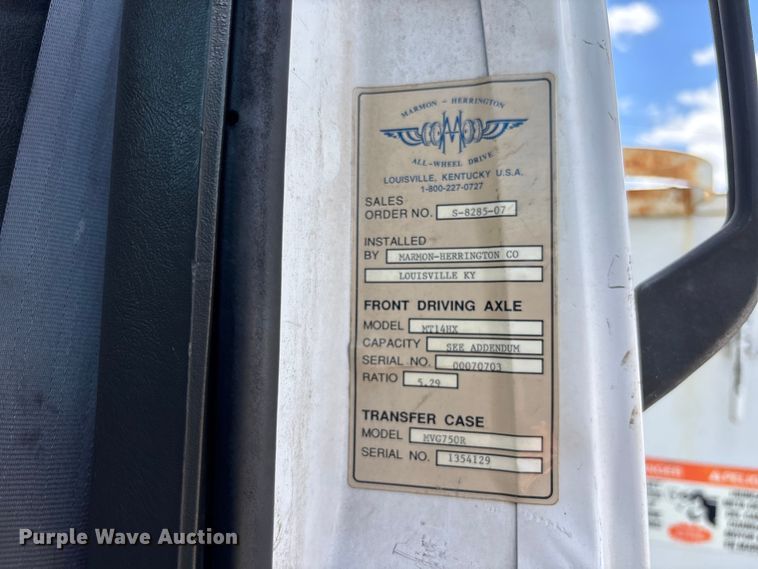 MARMON - HERRINGTON
ALL-WHEEL DRIVE
LOUISVILLE, KENTUCKY U.S.A.
1-800-227-0727
SALES
ORDER NO. S-8285-07
INSTALLED
BY MARMON-HERRINGTON CO
LOUISVILLE KY
FRONT DRIVING AXLE
MODEL MT14HX
CAPACITY SEE ADDENDUM
SERIAL NO. 00070703
RATIO 5.29
TRANSFER CASE
MODEL MVG750R
SERIAL NO. 1354129
Purple Wave Auction